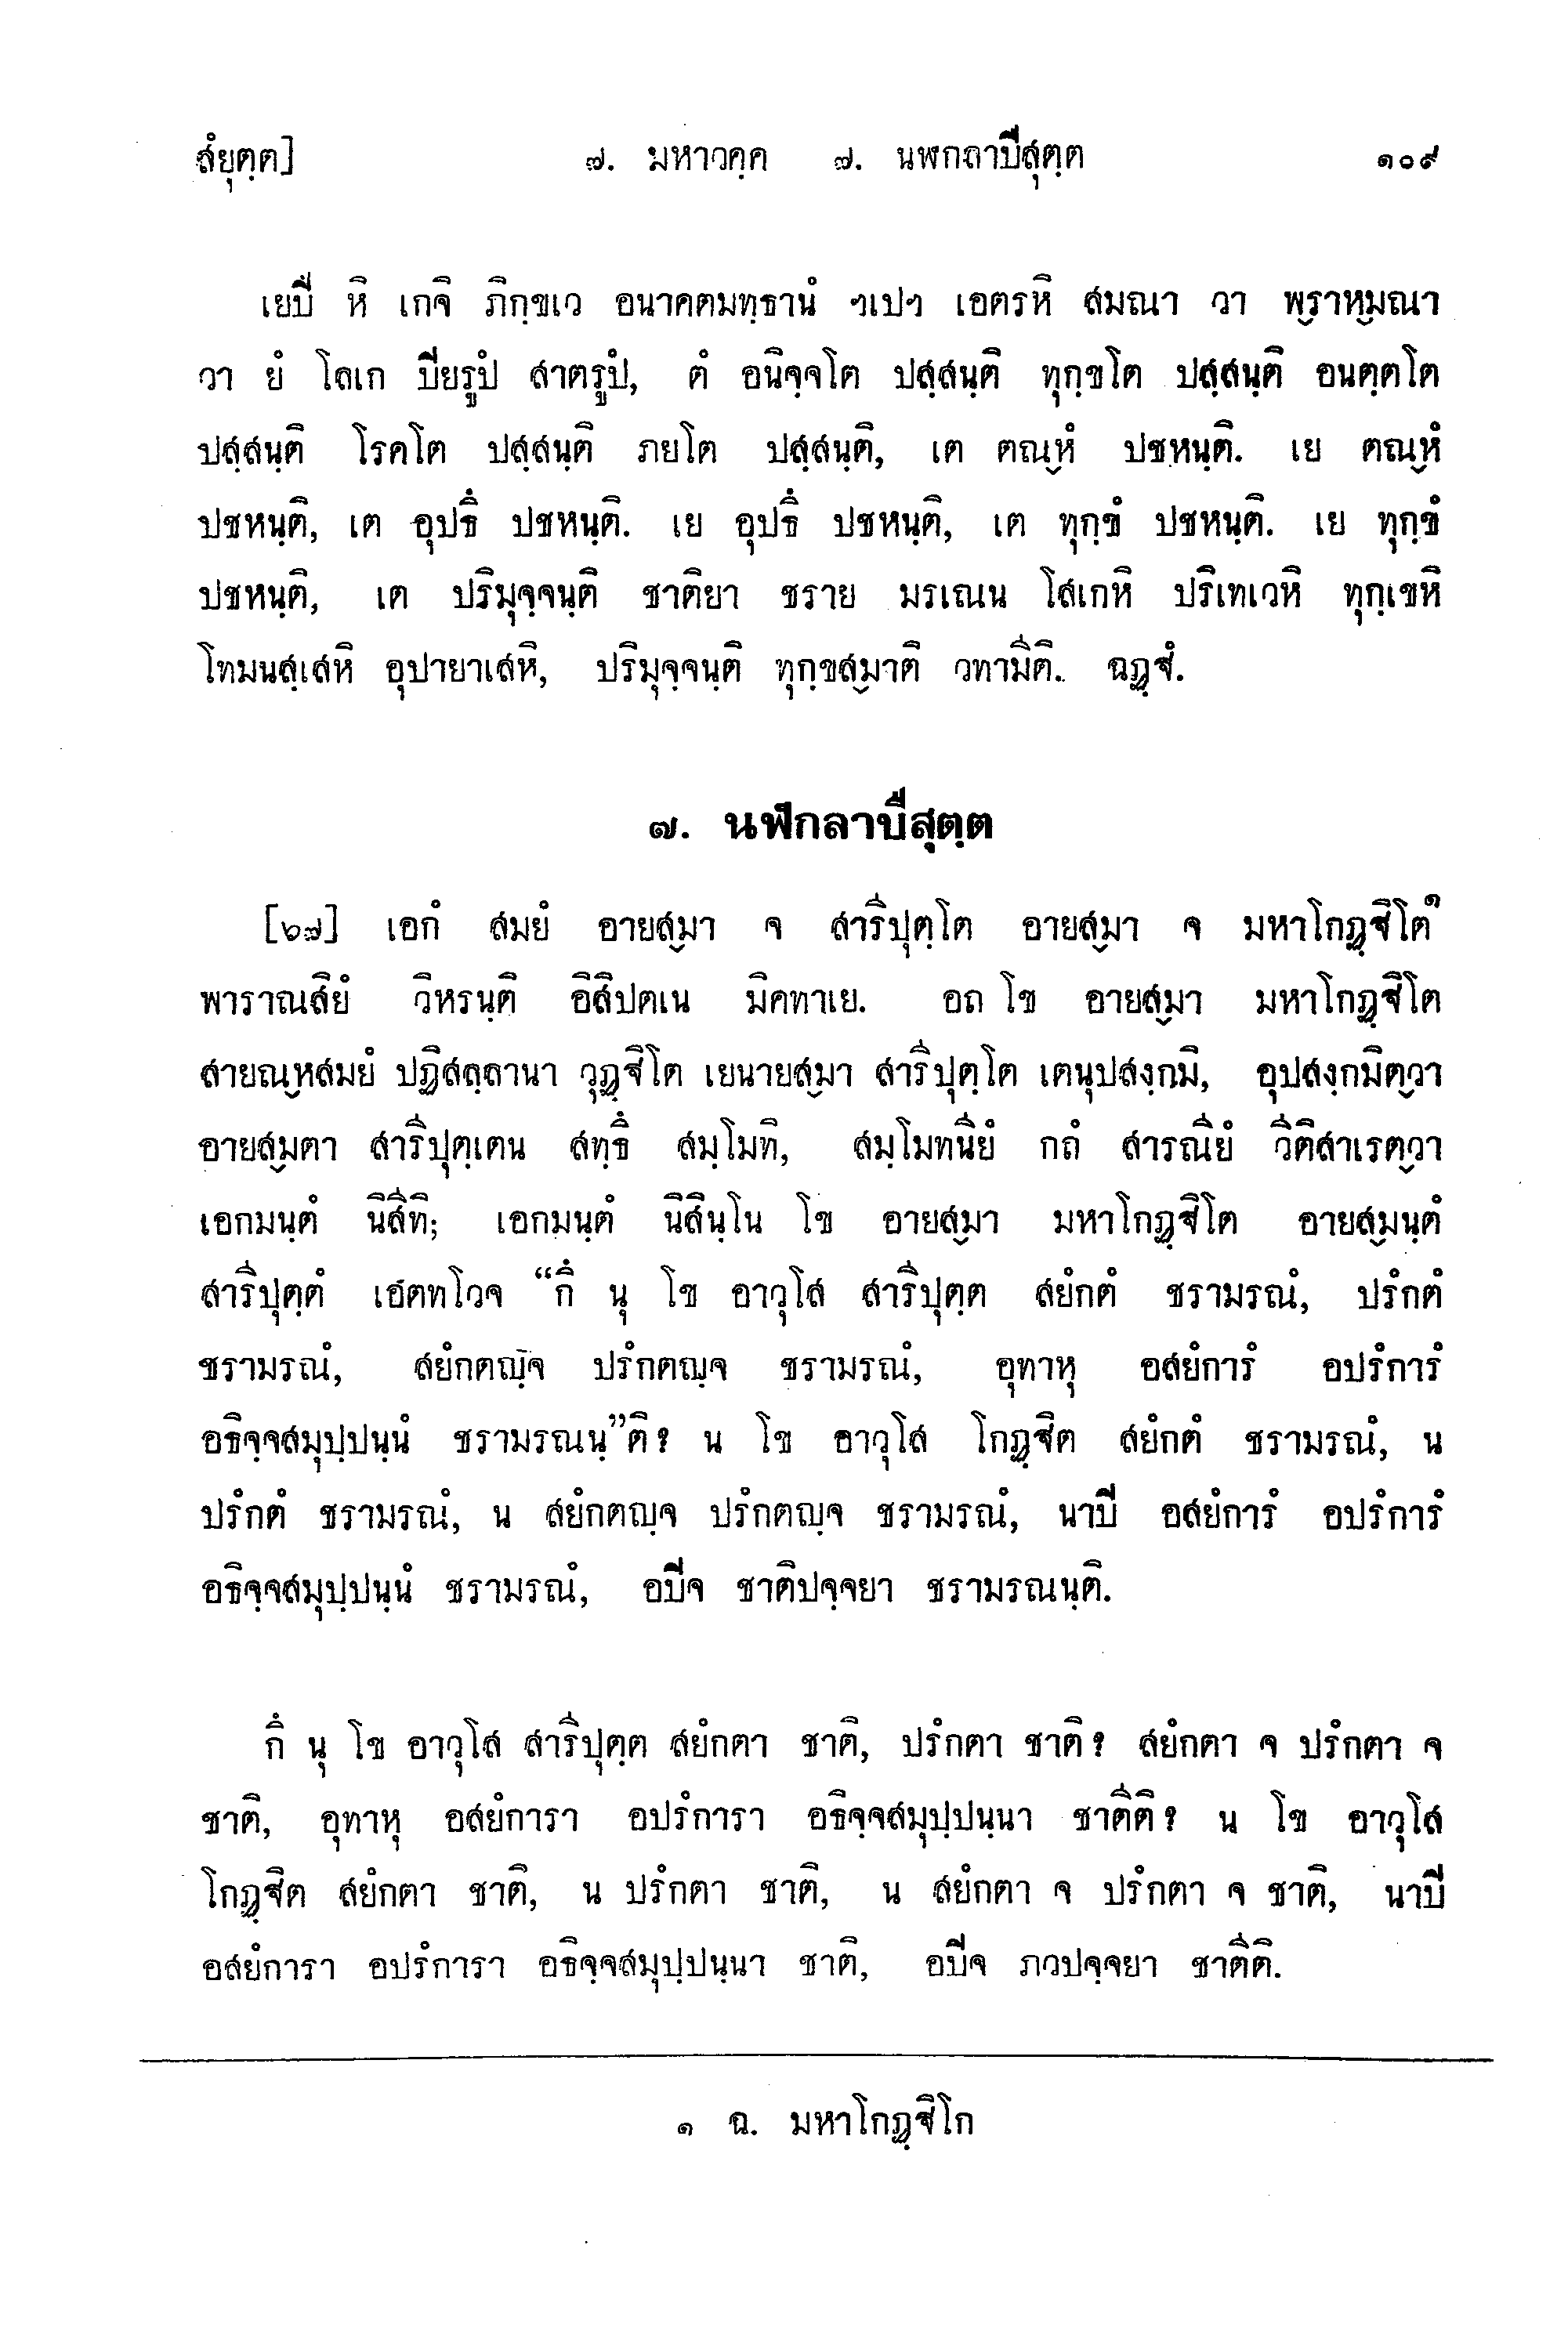 สํยุตฺต]   ๗. มหาวคฺค   ๗. นฬกลาปีสุตฺต   ๑๐๙
เยปิ หิ เกจิ ภิกฺขเว อนาคตมทฺธานํ ฯเปฯ เอตรหิ สมณา วา พฺราหฺมณา
วา ยํ โลเก ปิยรูปํ สาตรูปํ, ตํ อนิจฺจโต ปสฺสนฺติ ทุกฺขโต ปสฺสนฺติ อนตฺตโต
ปสฺสนฺติ โรคโต ปสฺสนฺติ ภยโต ปสฺสนฺติ, เต ตณฺหํ ปชหนฺติ. เย ตณฺหํ
ปชหนฺติ, เต อุปธึ ปชหนฺติ. เย อุปธึ ปชหนฺติ, เต ทุกฺขํ ปชหนฺติ. เย ทุกฺขํ
ปชหนฺติ, เต ปริมุจฺจนฺติ ชาติยา ชราย มรเณน โสเกหิ ปริเทเวหิ ทุกฺเขหิ
โทมนสฺเสหิ อุปายาเสหิ, ปริมุจฺจนฺติ ทุกฺขสฺมาติ วทามีติ. ฉฏฺฐํ.
๗. นฬกลาปีสุตฺต
[๖๗] เอกํ สมยํ อายสฺมา จ สารีปุตฺโต อายสฺมา จ มหาโกฏฺฐิโต๑
พาราณสิยํ วิหรนฺติ อิสิปตเน มิคทาเย. อถ โข อายสฺมา มหาโกฏฺฐิโต
สายณฺหสมยํ ปฏิสลฺลานา วุฏฺฐิโต เยนายสฺมา สารีปุตฺโต เตนุปสงฺกมิ, อุปสงฺกมิตฺวา
อายสฺมตา สารีปุตฺเตน สทฺธึ สมฺโมทิ, สมฺโมทนียํ กถํ สารณียํ วีติสาเรตฺวา
เอกมนฺตํ นิสีทิ; เอกมนฺตํ นิสินฺโน โข อายสฺมา มหาโกฏฺฐิโต อายสฺมนฺตํ
สารีปุตฺตํ เอตทโวจ “กึ นุ โข อาวุโส สารีปุตฺต สยํกตํ ชรามรณํ, ปรํกตํ
ชรามรณํ, สยํกตญฺจ ปรํกตญฺจ ชรามรณํ, อุทาหุ อสยํการํ อปรํการํ
อธิจฺจสมุปฺปนฺนํ ชรามรณนฺ”ติ? น โข อาวุโส โกฏฺฐิต สยํกตํ ชรามรณํ, น
ปรํกตํ ชรามรณํ, น สยํกตญฺจ ปรํกตญฺจ ชรามรณํ, นาปิ อสยํการํ อปรํการํ
อธิจฺจสมุปฺปนฺนํ ชรามรณํ, อปิจ ชาติปจฺจยา ชรามรณนฺติ.
กึ นุ โข อาวุโส สารีปุตฺต สยํกตา ชาติ, ปรํกตา ชาติ? สยํกตา จ ปรํกตา จ
ชาติ, อุทาหุ อสยํการา อปรํการา อธิจฺจสมุปฺปนฺนา ชาตีติ? น โข อาวุโส
โกฏฺฐิต สยํกตา ชาติ, น ปรํกตา ชาติ, น สยํกตา จ ปรํกตา จ ชาติ, นาปิ
อสยํการา อปรํการา อธิจฺจสมุปฺปนฺนา ชาติ, อปิจ ภวปจฺจยา ชาตีติ.
๑ ฉ. มหาโกฏฺฐิโก